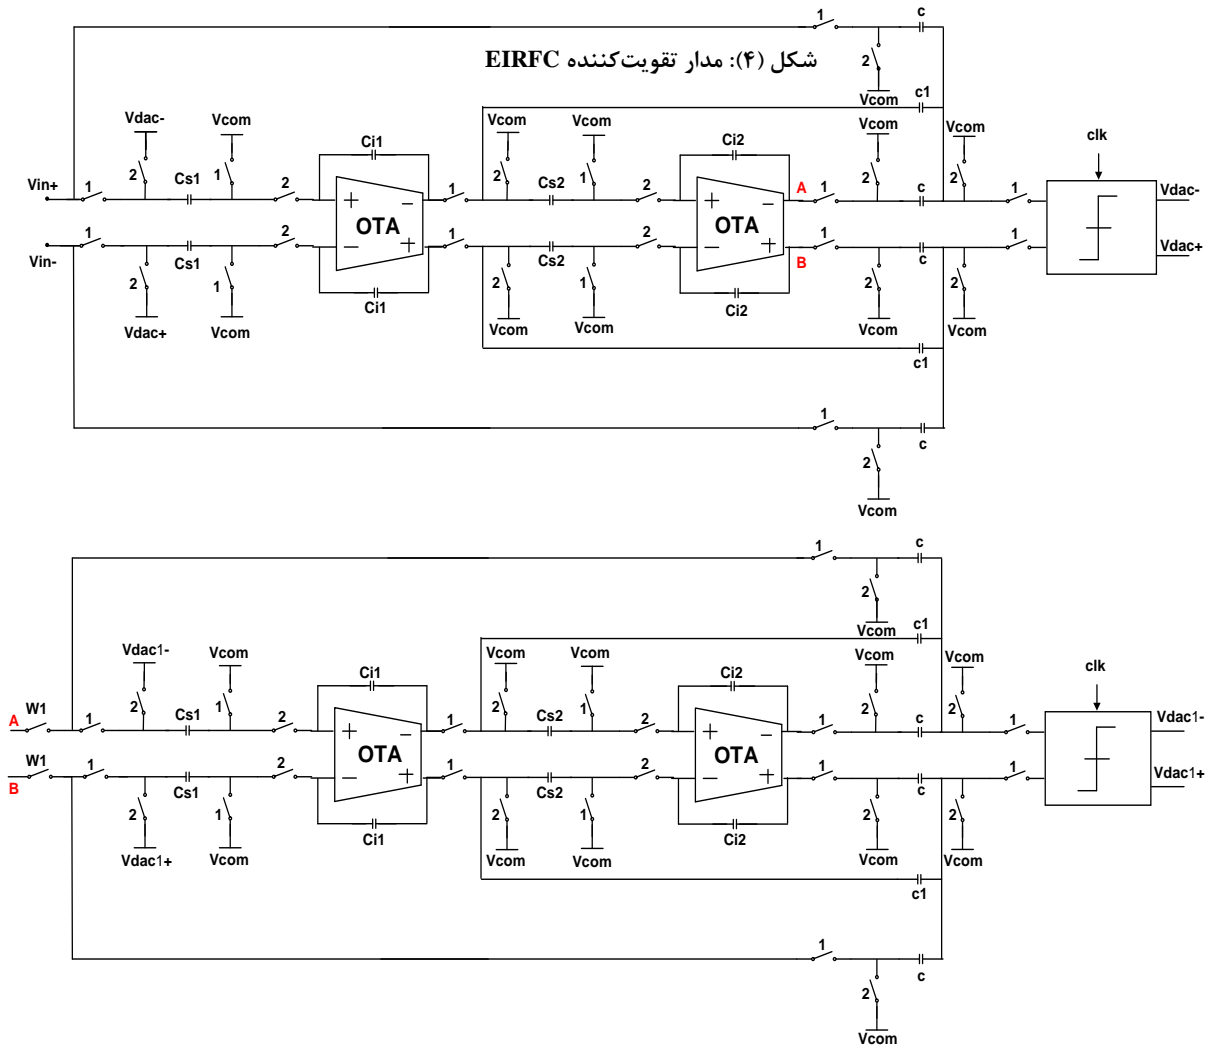 1 c
شکل (۴): مدار تقویت‌کننده EIRFC
2
Vcom
c1
Vdac- Vcom Vcom Vcom Vcom Vcom
Ci1 Ci2 clk
2 1 2 Cs2 1 2 2
Vin+ 1 Cs1 2 1 2 A 1 c 1 Vdac-
+ − + −
OTA OTA
− + − +
Vin- 1 Cs1 2 1 Cs2 2 B 1 c 1 Vdac+
2 1 2 1 2 2
Ci1 Ci2
Vdac+ Vcom Vcom Vcom Vcom Vcom
c1
1
c
2
Vcom
1 c
2
Vcom
c1
Vdac1- Vcom Vcom Vcom Vcom Vcom
Ci1 Ci2 clk
2 1 2 Cs2 1 2 2
A W1 1 Cs1 2 1 2 1 c 1 Vdac1-
+ − + −
OTA OTA
− + − +
B W1 1 Cs1 2 1 Cs2 2 1 c 1 Vdac1+
2 1 2 1 2 2
Ci1 Ci2
Vdac1+ Vcom Vcom Vcom Vcom Vcom
c1
1
c
2
Vcom